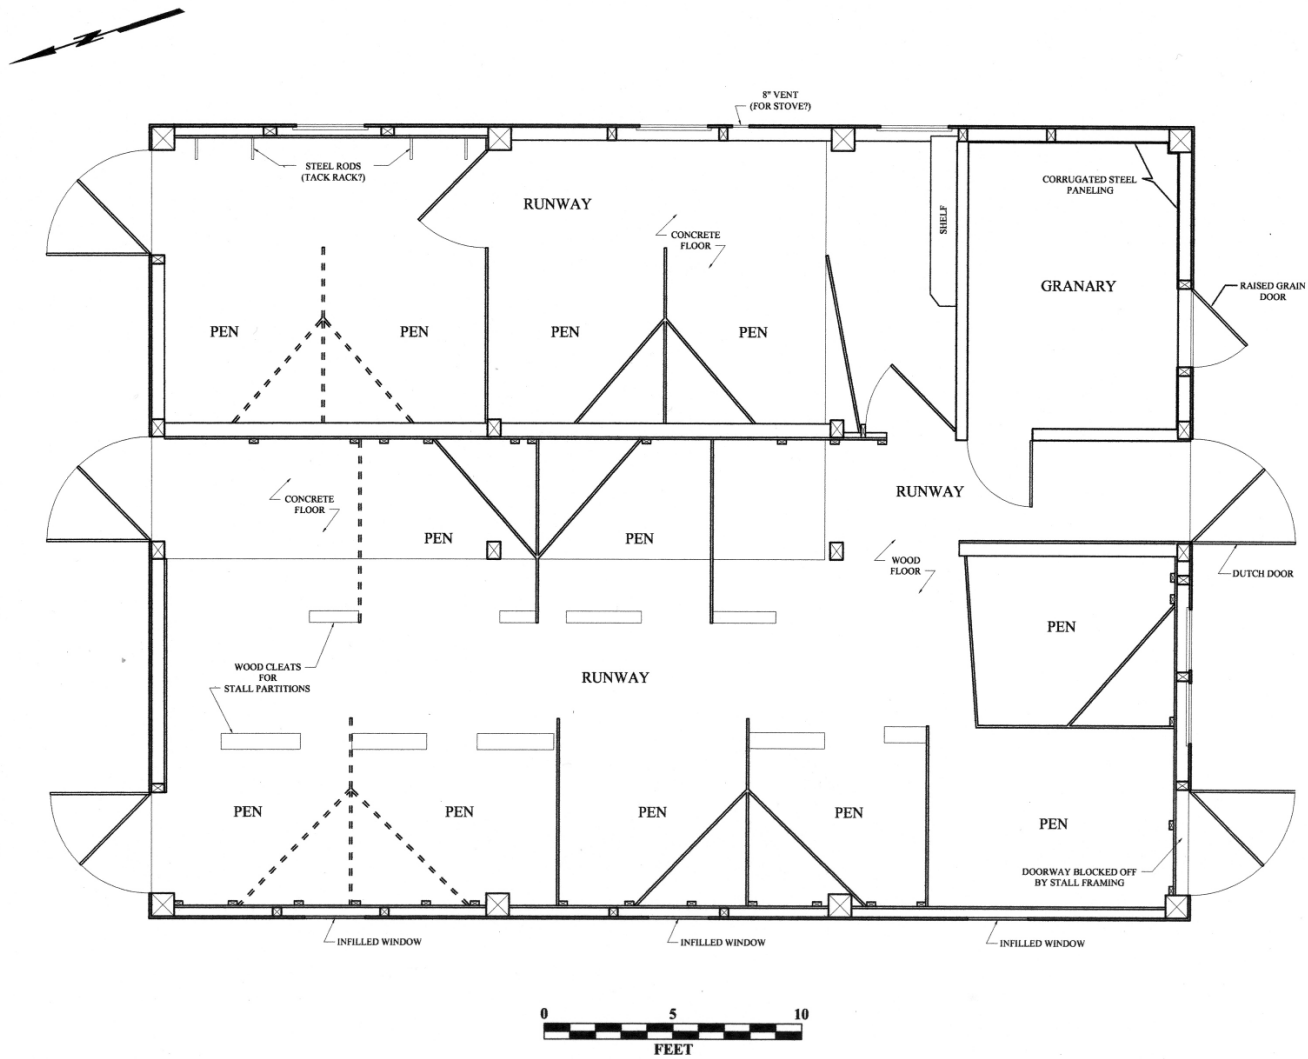 N
8" VENT
(FOR STOVE?)
STEEL RODS
(TACK RACK?)
CORRUGATED STEEL
PANELING
RUNWAY
CONCRETE
FLOOR
SHELF
GRANARY
RAISED GRAIN
DOOR
PEN
PEN
PEN
PEN
RUNWAY
CONCRETE
FLOOR
PEN
PEN
WOOD
FLOOR
DUTCH DOOR
PEN
WOOD CLEATS
FOR
STALL PARTITIONS
RUNWAY
PEN
PEN
PEN
PEN
PEN
DOORWAY BLOCKED OFF
BY STALL FRAMING
INFILLED WINDOW
INFILLED WINDOW
INFILLED WINDOW
0 5 10
FEET